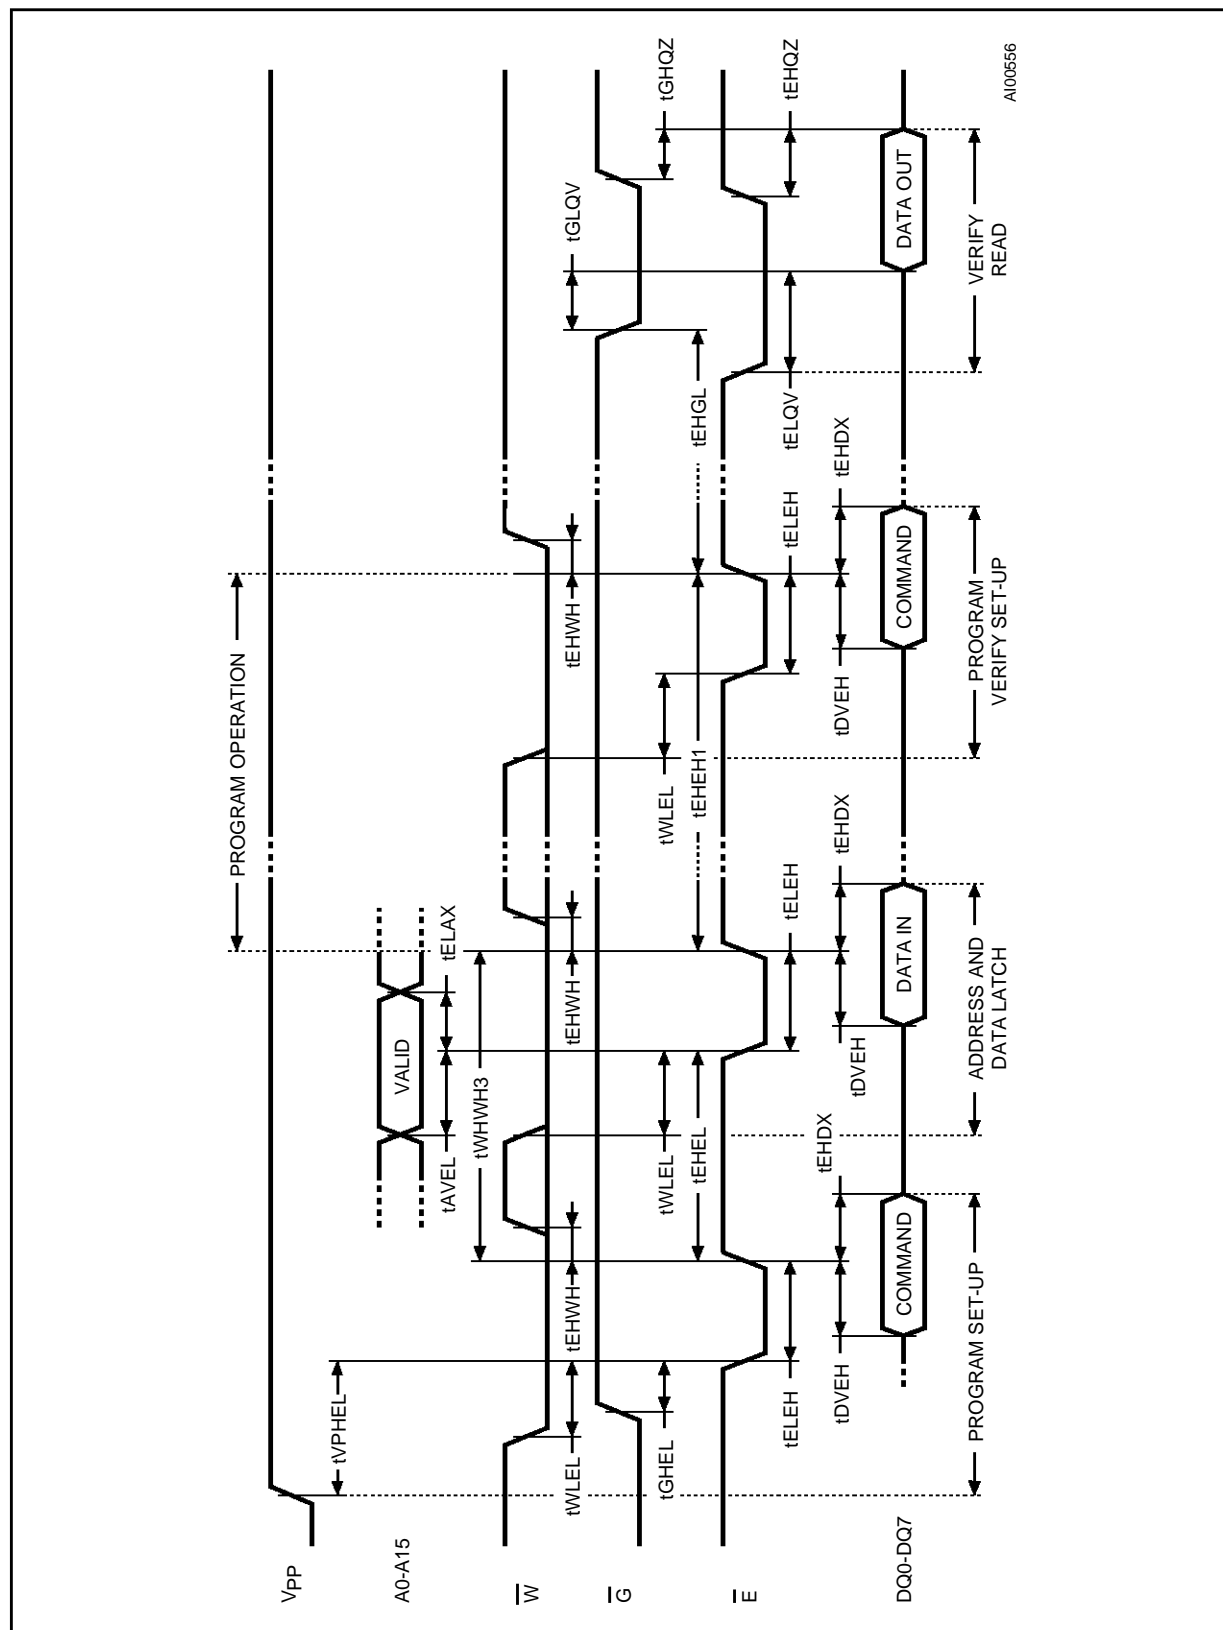 VPP
tVPHEL
PROGRAM OPERATION
A0-A15
VALID
tAVEL
tELAX
tWHWH3
W
tWLEL
tEHWH
tEHWH
tEHWH
tGLQV
G
tGHEL
tWLEL
tWLEL
tGHQZ
tEHEL
tEHEH1
tEHGL
E
tELEH
tELEH
tELEH
tELQV
tEHQZ
tDVEH
tEHDX
tDVEH
tEHDX
tDVEH
tEHDX
DQ0-DQ7
COMMAND
DATA IN
COMMAND
DATA OUT
PROGRAM SET-UP
ADDRESS AND
DATA LATCH
PROGRAM
VERIFY SET-UP
VERIFY
READ
AI00556